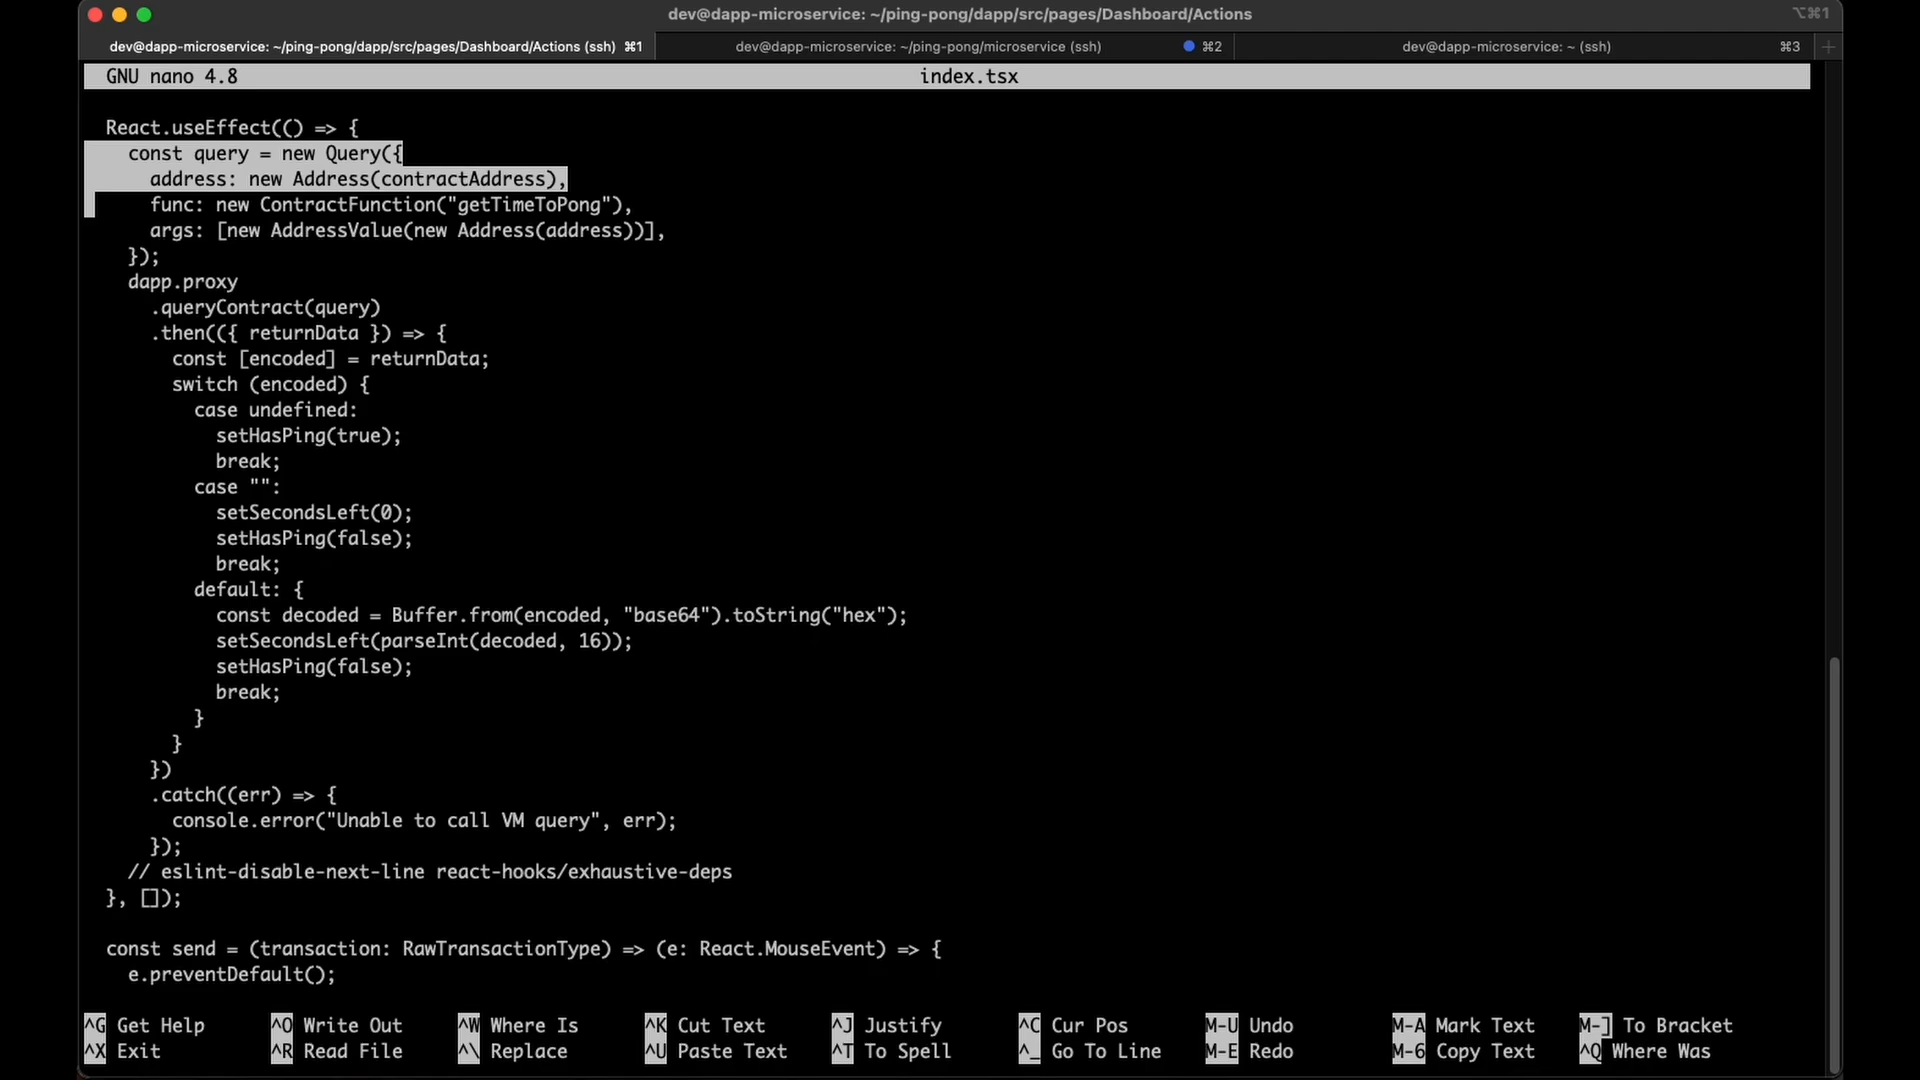 dev@dapp-microservice: ~/ping-pong/dapp/src/pages/Dashboard/Actions
⌥⌘1
dev@dapp-microservice: ~/ping-pong/dapp/src/pages/Dashboard/Actions (ssh) ⌘1
dev@dapp-microservice: ~/ping-pong/microservice (ssh) ⌘2
dev@dapp-microservice: ~ (ssh) ⌘3
+
GNU nano 4.8 index.tsx
React.useEffect(() => {
  const query = new Query({
    address: new Address(contractAddress),
    func: new ContractFunction("getTimeToPong"),
    args: [new AddressValue(new Address(address))],
  });
  dapp.proxy
    .queryContract(query)
    .then(({ returnData }) => {
      const [encoded] = returnData;
      switch (encoded) {
        case undefined:
          setHasPing(true);
          break;
        case "":
          setSecondsLeft(0);
          setHasPing(false);
          break;
        default: {
          const decoded = Buffer.from(encoded, "base64").toString("hex");
          setSecondsLeft(parseInt(decoded, 16));
          setHasPing(false);
          break;
        }
      }
    })
    .catch((err) => {
      console.error("Unable to call VM query", err);
    });
  // eslint-disable-next-line react-hooks/exhaustive-deps
}, []);
const send = (transaction: RawTransactionType) => (e: React.MouseEvent) => {
  e.preventDefault();
^G Get Help ^O Write Out ^W Where Is ^K Cut Text ^J Justify ^C Cur Pos M-U Undo M-A Mark Text M-] To Bracket
^X Exit ^R Read File ^\ Replace ^U Paste Text ^T To Spell ^_ Go To Line M-E Redo M-6 Copy Text ^Q Where Was